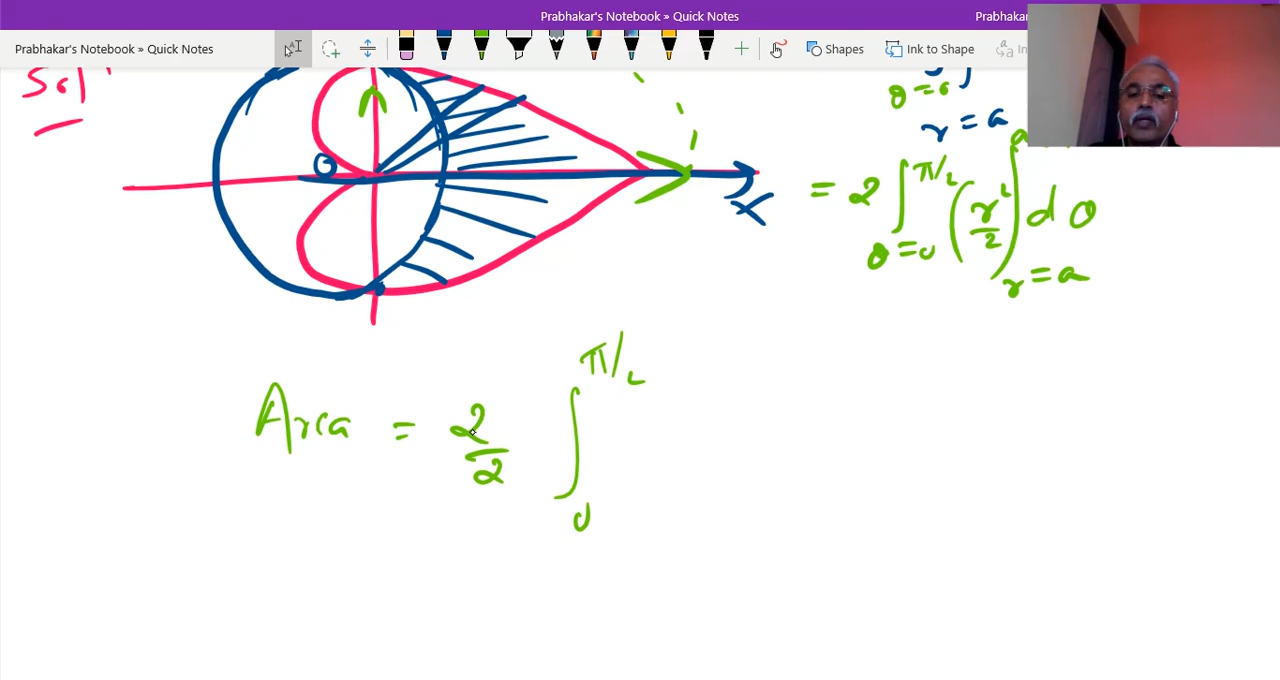 Prabhakar's Notebook » Quick Notes
Prabhakar's Notebook » Quick Notes
Shapes
Ink to Shape
In
Sol
θ = 0
r = a
O
x
= 2 ∫ π/2 θ = 0 (r²/2) r = a dθ
Area = 2/2 ∫ π/2 0